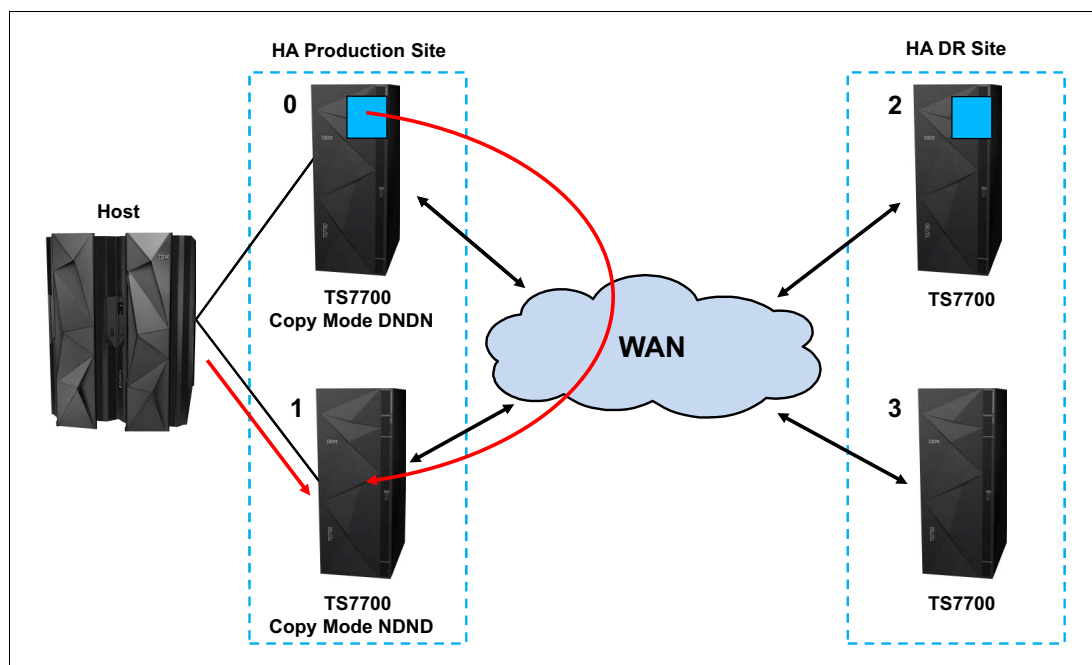 HA Production Site
HA DR Site
0
2
Host
TS7700
Copy Mode DNDN
TS7700
WAN
1
3
TS7700
Copy Mode NDND
TS7700